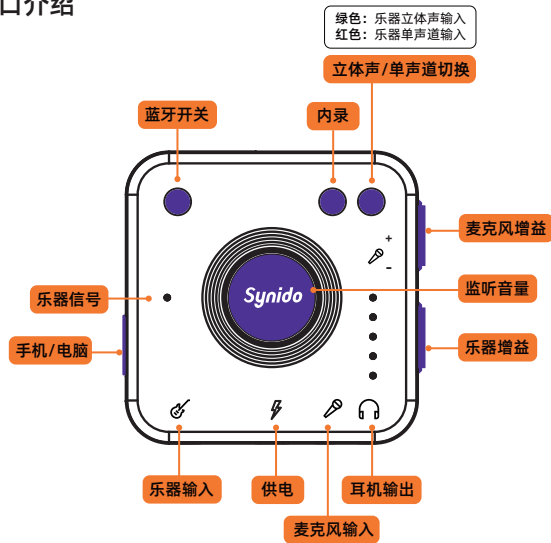 口介绍
绿色：乐器立体声输入
红色：乐器单声道输入
立体声/单声道切换
蓝牙开关
内录
麦克风增益
+
-
监听音量
Synido
乐器信号
手机/电脑
乐器增益
乐器输入
供电
耳机输出
麦克风输入